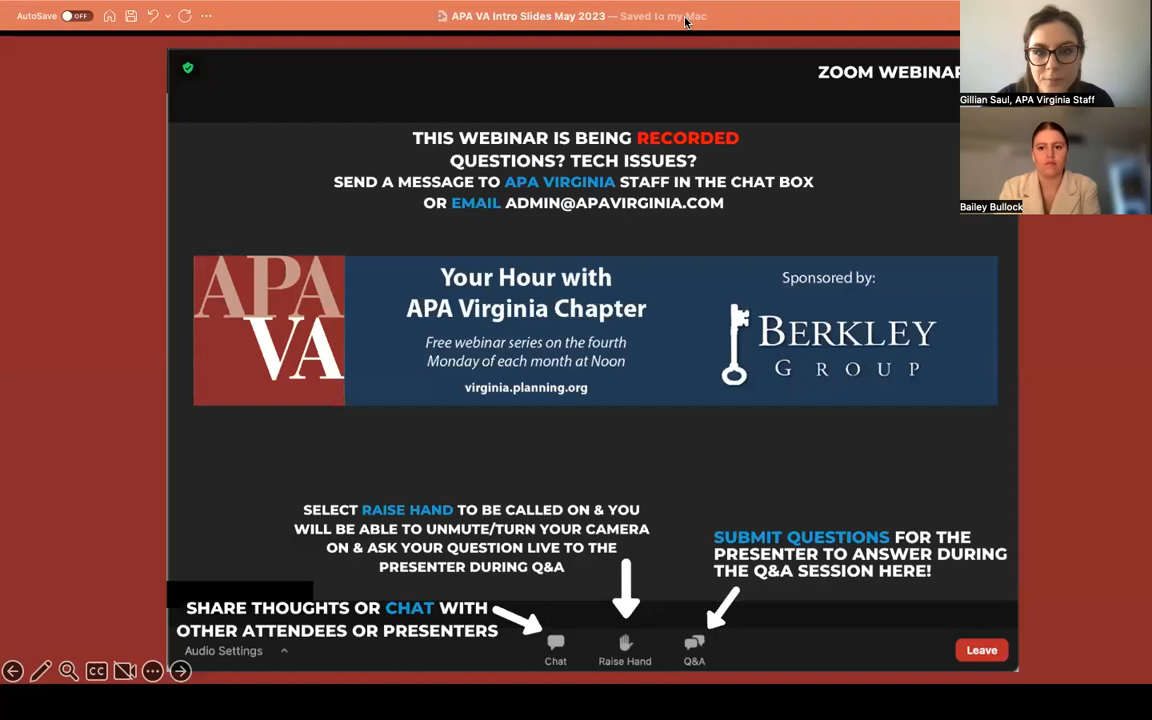 AutoSave OFF
APA VA Intro Slides May 2023 — Saved to my Mac
ZOOM WEBINAR
Gillian Saul, APA Virginia Staff
Bailey Bullock
THIS WEBINAR IS BEING RECORDED
QUESTIONS? TECH ISSUES?
SEND A MESSAGE TO APA VIRGINIA STAFF IN THE CHAT BOX
OR EMAIL ADMIN@APAVIRGINIA.COM
APA
VA
Your Hour with
APA Virginia Chapter
Free webinar series on the fourth
Monday of each month at Noon
virginia.planning.org
Sponsored by:
BERKLEY
GROUP
SELECT RAISE HAND TO BE CALLED ON & YOU
WILL BE ABLE TO UNMUTE/TURN YOUR CAMERA
ON & ASK YOUR QUESTION LIVE TO THE
PRESENTER DURING Q&A
SUBMIT QUESTIONS FOR THE
PRESENTER TO ANSWER DURING
THE Q&A SESSION HERE!
SHARE THOUGHTS OR CHAT WITH
OTHER ATTENDEES OR PRESENTERS
Audio Settings
Chat
Raise Hand
Q&A
Leave
CC